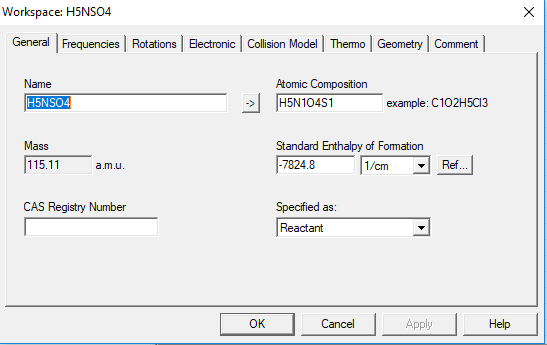 Workspace: H5NSO4
General Frequencies Rotations Electronic Collision Model Thermo Geometry Comment
Name Atomic Composition
H5NSO4 -> H5N1O4S1 example: C1O2H5Cl3
Mass Standard Enthalpy of Formation
115.11 a.m.u. -7824.8 1/cm Ref...
CAS Registry Number Specified as:
Reactant
OK Cancel Apply Help